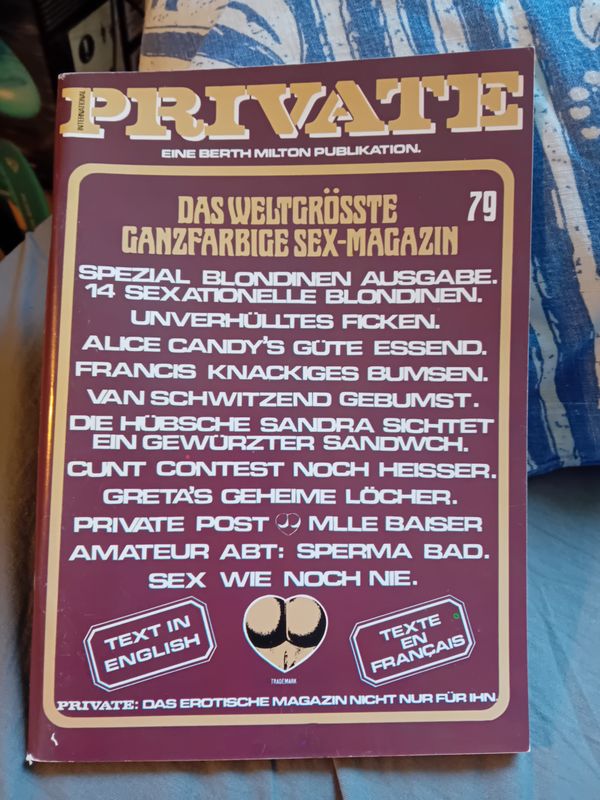 INTERNATIONAL
PRIVATE
EINE BERTH MILTON PUBLIKATION.
DAS WELTGRÖSSTE
GANZFARBIGE SEX-MAGAZIN
79
SPEZIAL BLONDINEN AUSGABE.
14 SEXATIONELLE BLONDINEN.
UNVERHÜLLTES FICKEN.
ALICE CANDY'S GÜTE ESSEND.
FRANCIS KNACKIGES BUMSEN.
VAN SCHWITZEND GEBUMST.
DIE HÜBSCHE SANDRA SICHTET
EIN GEWÜRZTER SANDWCH.
CUNT CONTEST NOCH HEISSER.
GRETA'S GEHEIME LÖCHER.
PRIVATE POST MLLE BAISER
AMATEUR ABT: SPERMA BAD.
SEX WIE NOCH NIE.
TEXT IN
ENGLISH
TEXTE
EN
FRANÇAIS
TRADEMARK
PRIVATE: DAS EROTISCHE MAGAZIN NICHT NUR FÜR IHN.